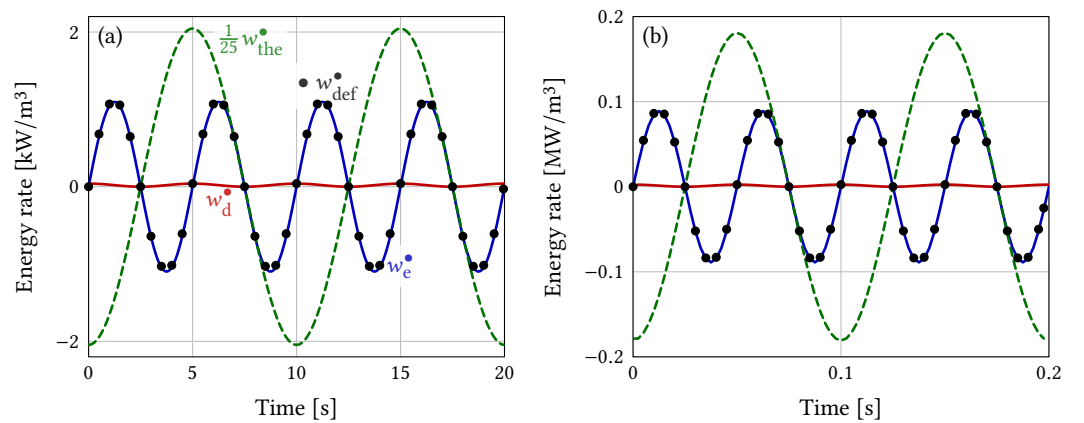 (a)
1/25 w•the
w•def
w•d
w•e
2
0
−2
Energy rate [kW/m³]
0
5
10
15
20
Time [s]
(b)
0.2
0.1
0
−0.1
−0.2
Energy rate [MW/m³]
0
0.1
0.2
Time [s]